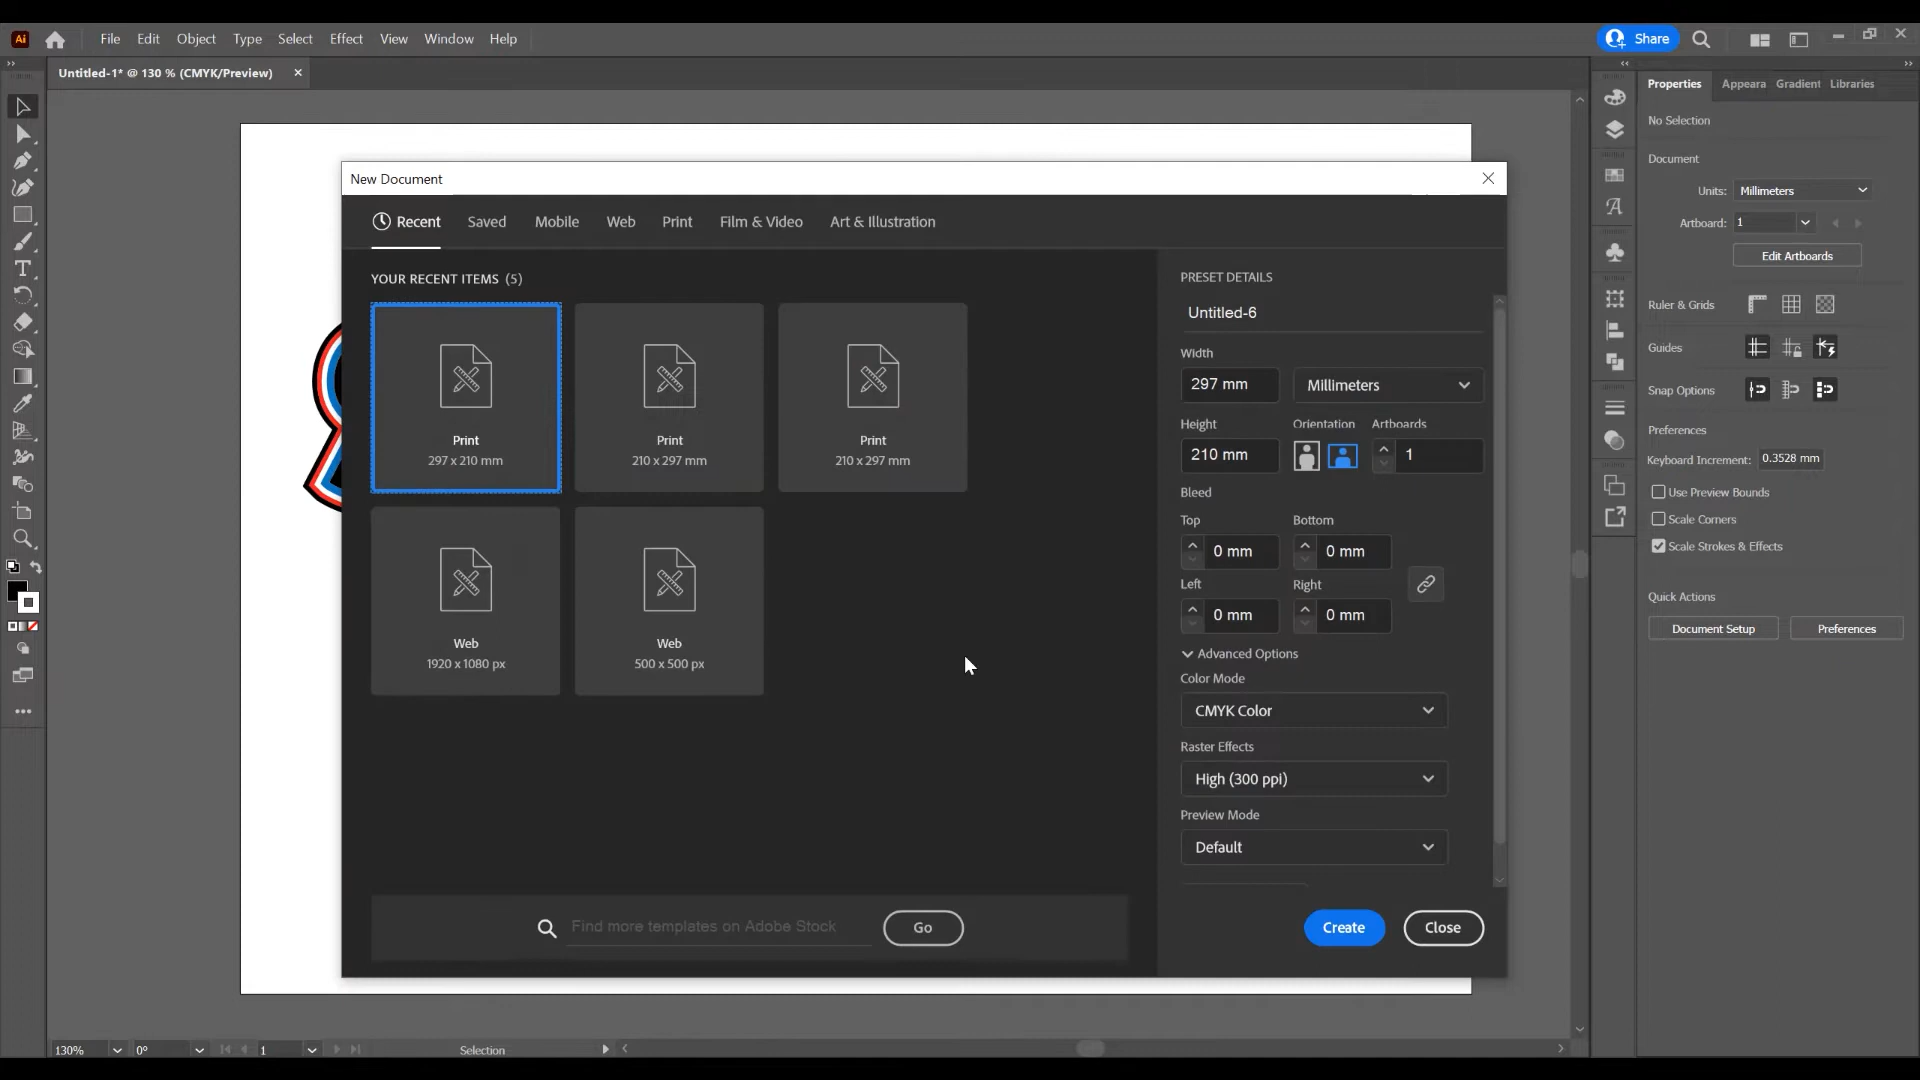 Ai
File Edit Object Type Select Effect View Window Help
Share
Untitled-1* @ 130 % (CMYK/Preview)
New Document
Recent Saved Mobile Web Print Film & Video Art & Illustration
YOUR RECENT ITEMS (5)
Print
297 x 210 mm
Print
210 x 297 mm
Print
210 x 297 mm
Web
1920 x 1080 px
Web
500 x 500 px
Find more templates on Adobe Stock
Go
PRESET DETAILS
Untitled-6
Width
297 mm Millimeters
Height Orientation Artboards
210 mm 1
Bleed
Top Bottom
0 mm 0 mm
Left Right
0 mm 0 mm
Advanced Options
Color Mode
CMYK Color
Raster Effects
High (300 ppi)
Preview Mode
Default
Create Close
Properties Appeara Gradient Libraries
No Selection
Document
Units: Millimeters
Artboard: 1
Edit Artboards
Ruler & Grids
Guides
Snap Options
Preferences
Keyboard Increment: 0.3528 mm
Use Preview Bounds
Scale Corners
Scale Strokes & Effects
Quick Actions
Document Setup Preferences
130% 0° 1 Selection